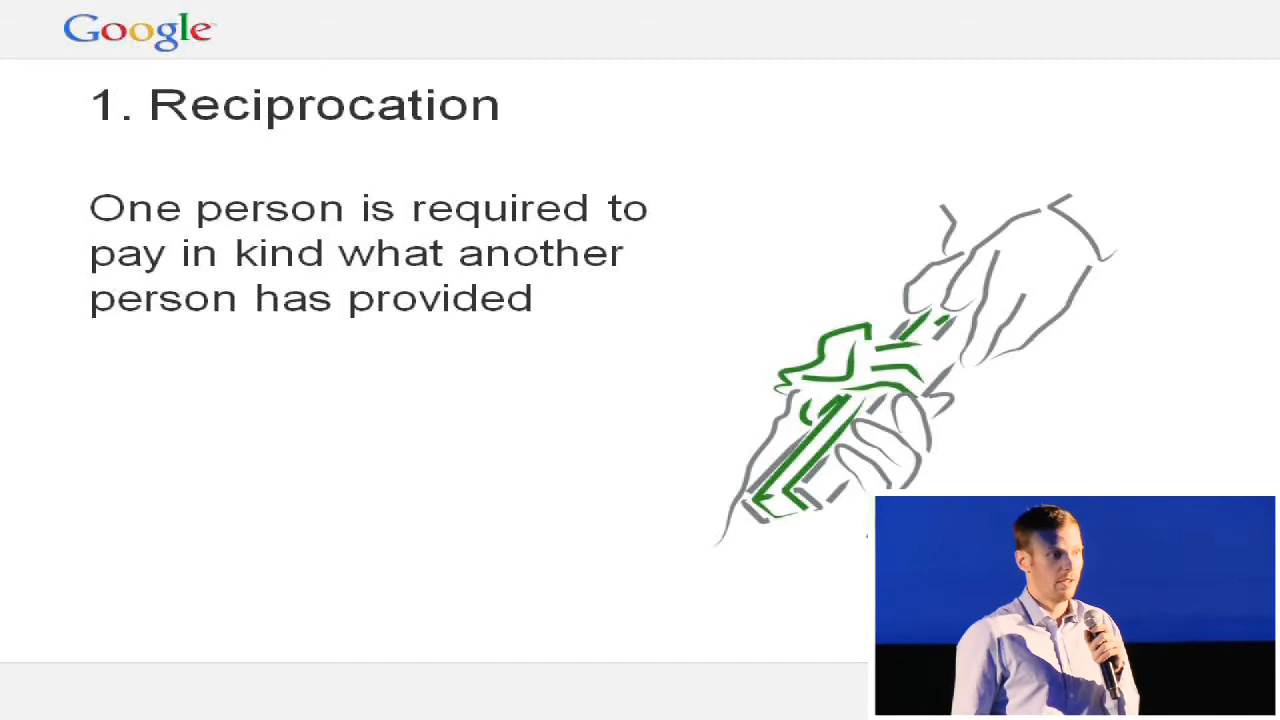 Google
1. Reciprocation
One person is required to
pay in kind what another
person has provided